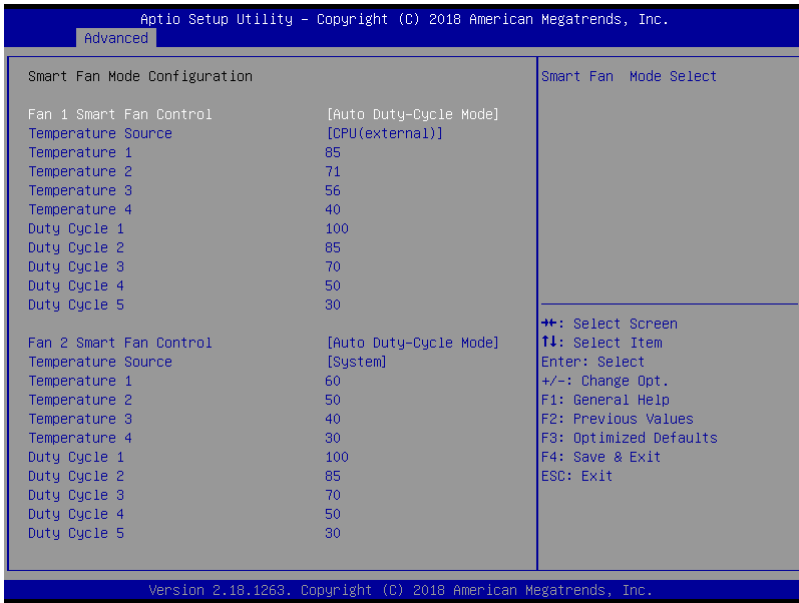 Aptio Setup Utility – Copyright (C) 2018 American Megatrends, Inc.
Advanced
Smart Fan Mode Configuration
Fan 1 Smart Fan Control [Auto Duty-Cycle Mode]
Temperature Source [CPU(external)]
Temperature 1 85
Temperature 2 71
Temperature 3 56
Temperature 4 40
Duty Cycle 1 100
Duty Cycle 2 85
Duty Cycle 3 70
Duty Cycle 4 50
Duty Cycle 5 30
Fan 2 Smart Fan Control [Auto Duty-Cycle Mode]
Temperature Source [System]
Temperature 1 60
Temperature 2 50
Temperature 3 40
Temperature 4 30
Duty Cycle 1 100
Duty Cycle 2 85
Duty Cycle 3 70
Duty Cycle 4 50
Duty Cycle 5 30
Smart Fan  Mode Select
→←: Select Screen
↑↓: Select Item
Enter: Select
+/-: Change Opt.
F1: General Help
F2: Previous Values
F3: Optimized Defaults
F4: Save & Exit
ESC: Exit
Version 2.18.1263. Copyright (C) 2018 American Megatrends, Inc.